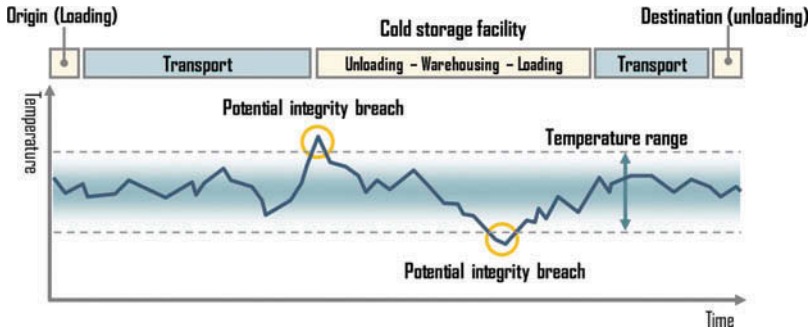 Origin (Loading)
Destination (unloading)
Cold storage facility
Transport
Unloading – Warehousing – Loading
Transport
Temperature
Potential integrity breach
Temperature range
Potential integrity breach
Time